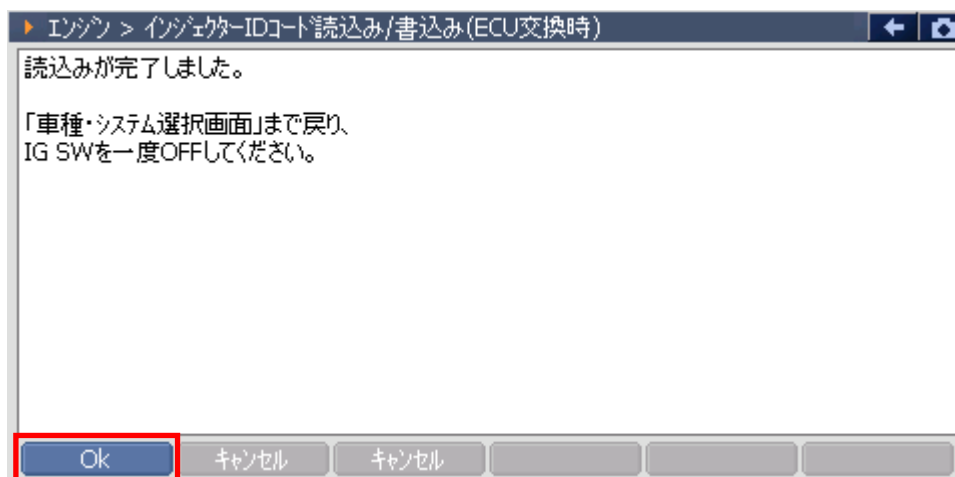 エンジン > インジェクターIDコード読込み/書込み(ECU交換時)
読込みが完了しました。
「車種・システム選択画面」まで戻り、
IG SWを一度OFFしてください。
Ok キャンセル キャンセル